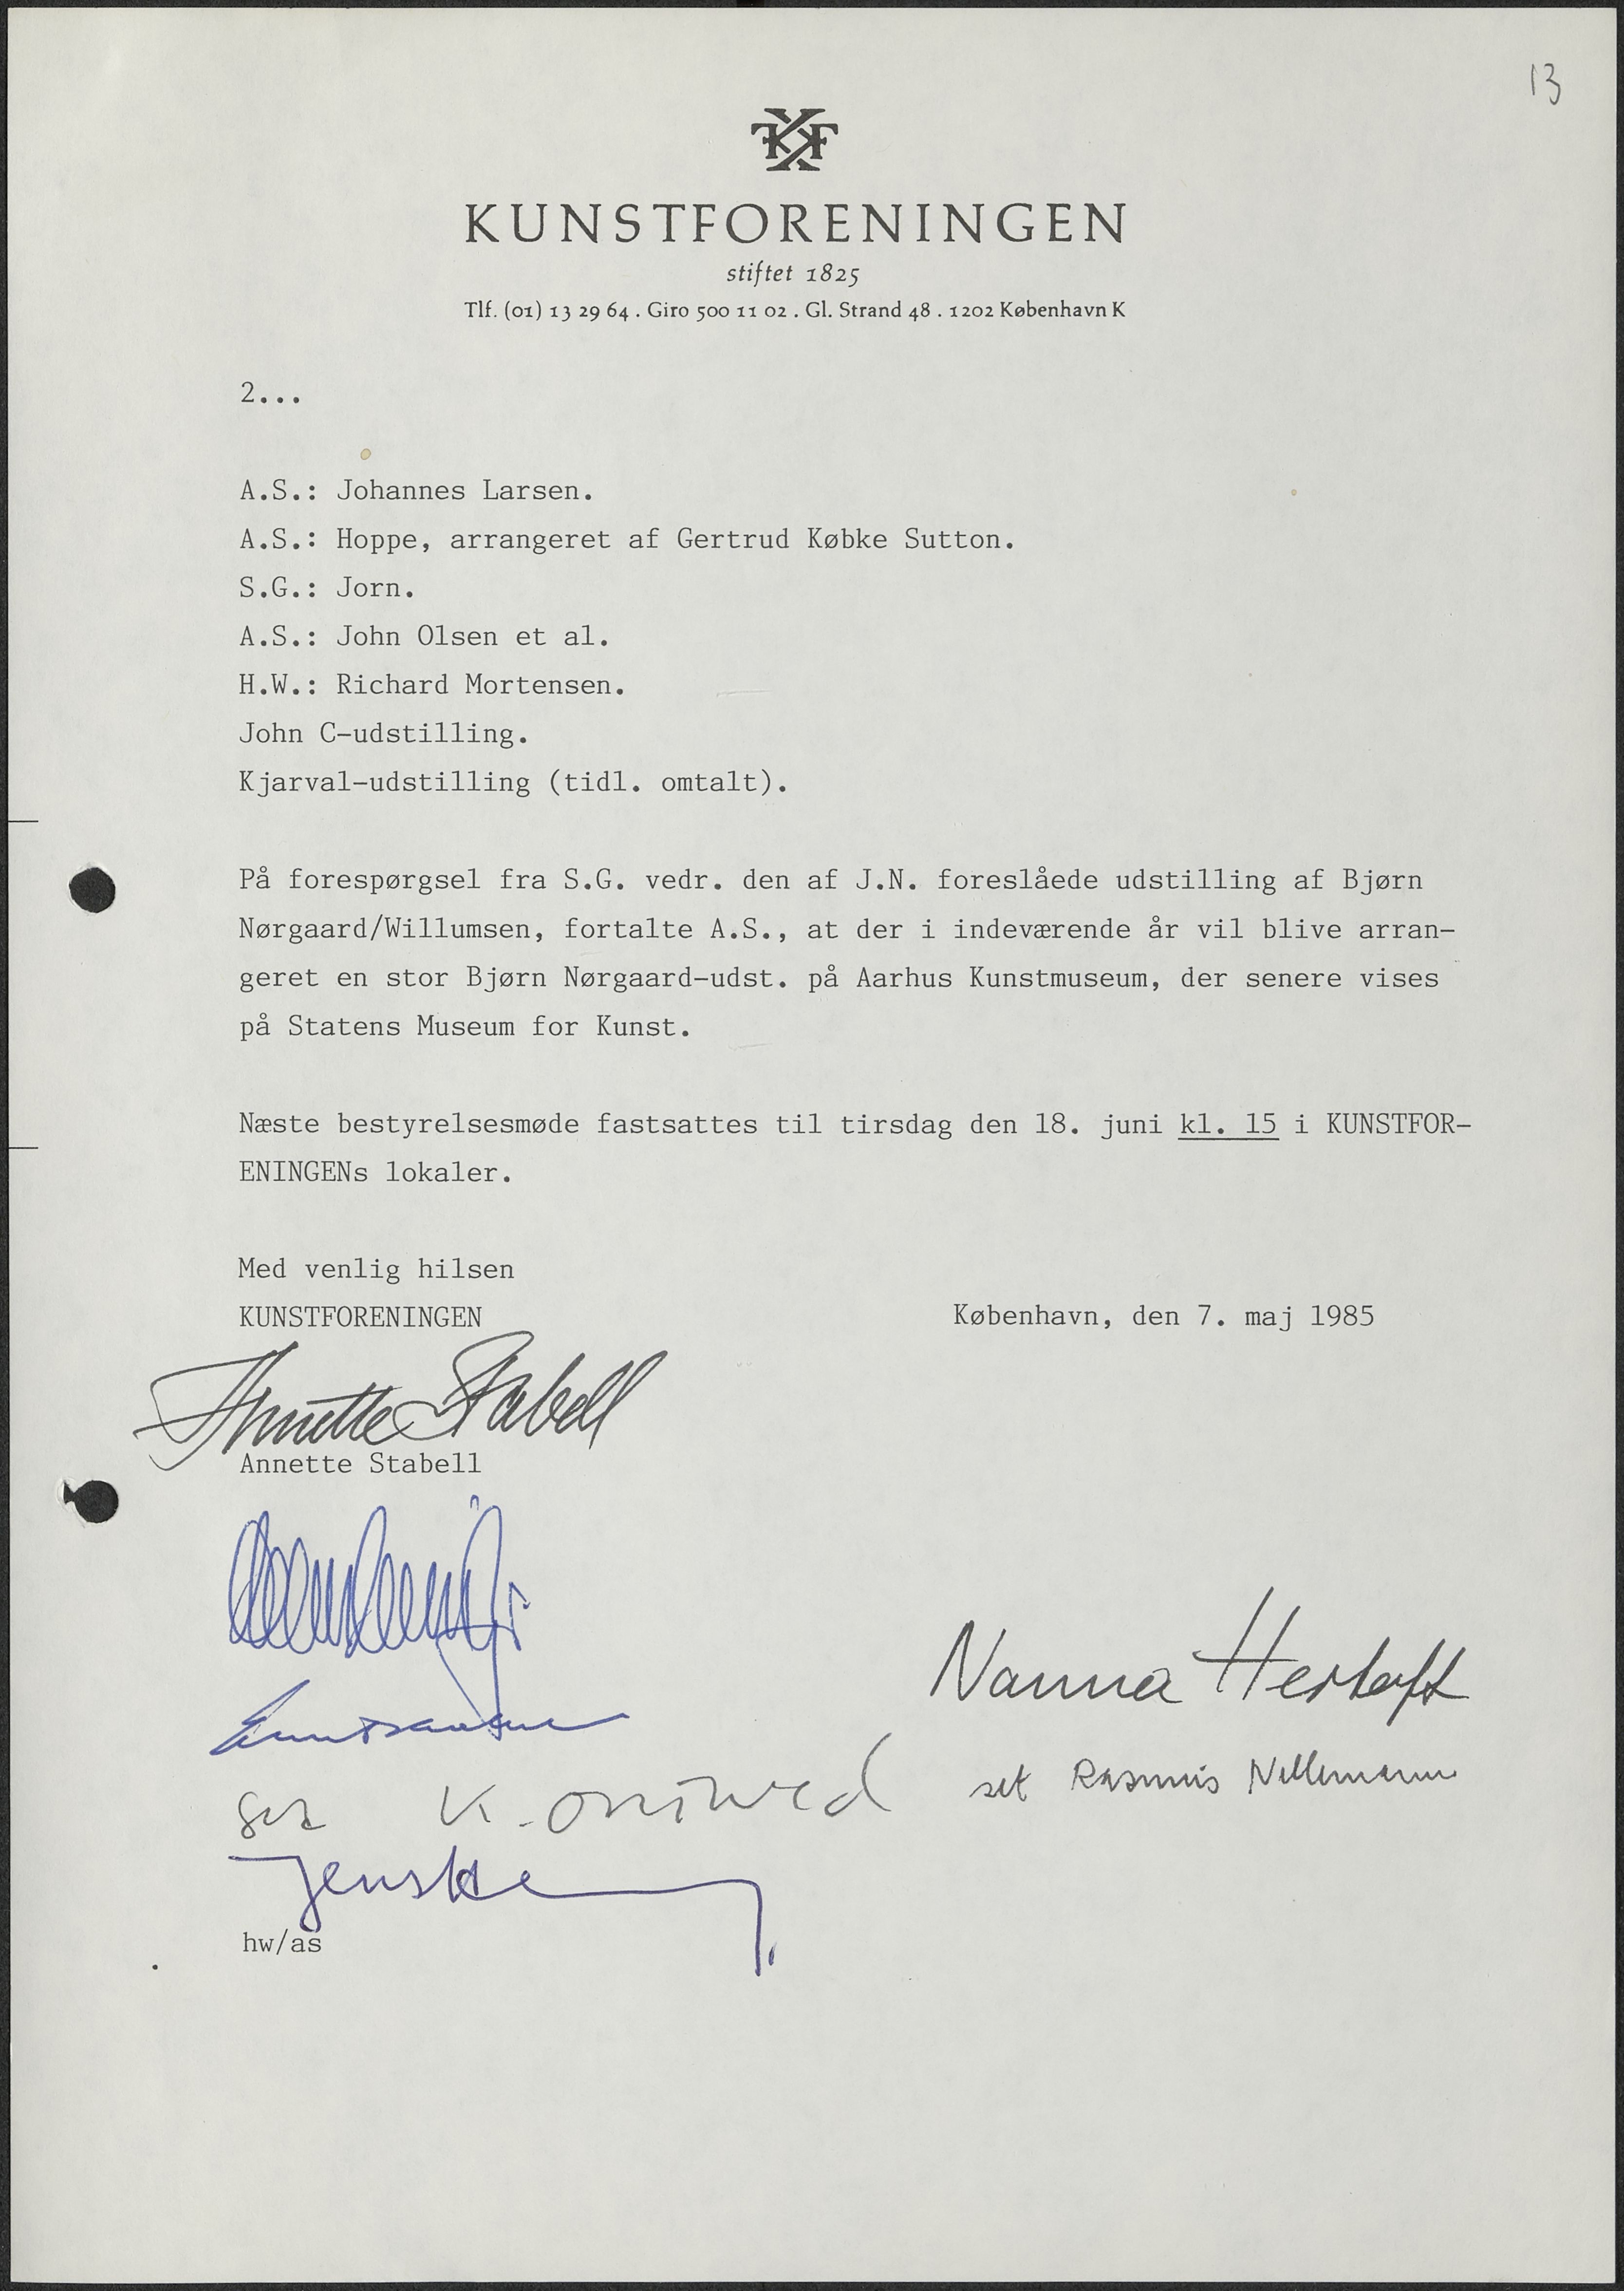 13
KUNSTFORENINGEN
stiftet 1825
Tlf. (01) 13 29 64 . Giro 500 11 02 . Gl. Strand 48 . 1202 København K
2...
A.S.: Johannes Larsen.
A.S.: Hoppe, arrangeret af Gertrud Købke Sutton.
S.G.: Jorn.
A.S.: John Olsen et al.
H.W.: Richard Mortensen.
John C-udstilling.
Kjarval-udstilling (tidl. omtalt).
På forespørgsel fra S.G. vedr. den af J.N. foreslåede udstilling af Bjørn
Nørgaard/Willumsen, fortalte A.S., at der i indeværende år vil blive arran-
geret en stor Bjørn Nørgaard-udst. på Aarhus Kunstmuseum, der senere vises
på Statens Museum for Kunst.
Næste bestyrelsesmøde fastsattes til tirsdag den 18. juni kl. 15 i KUNSTFOR-
ENINGENs lokaler.
Med venlig hilsen
KUNSTFORENINGEN
København, den 7. maj 1985
Annette Stabell
Annette Stabell
Nanna Hertoft
set Rasmus Nellemann
K.
Jens
hw/as